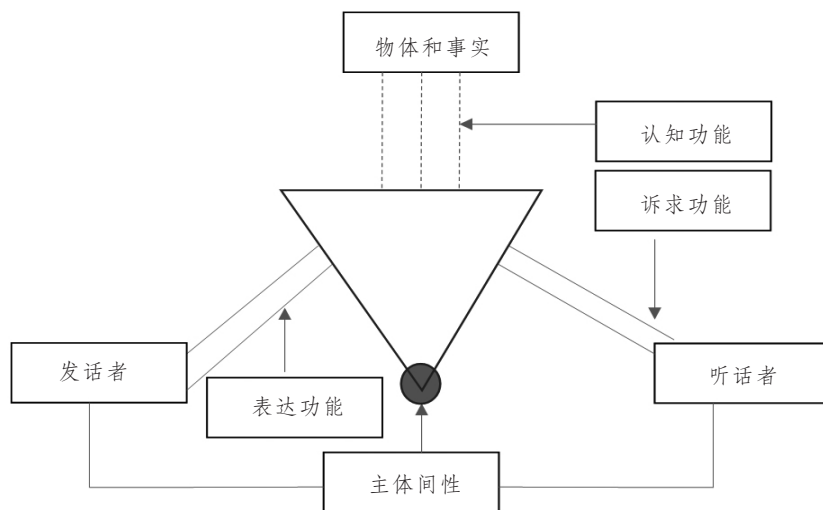 物体和事实
认知功能
诉求功能
发话者
听话者
表达功能
主体间性